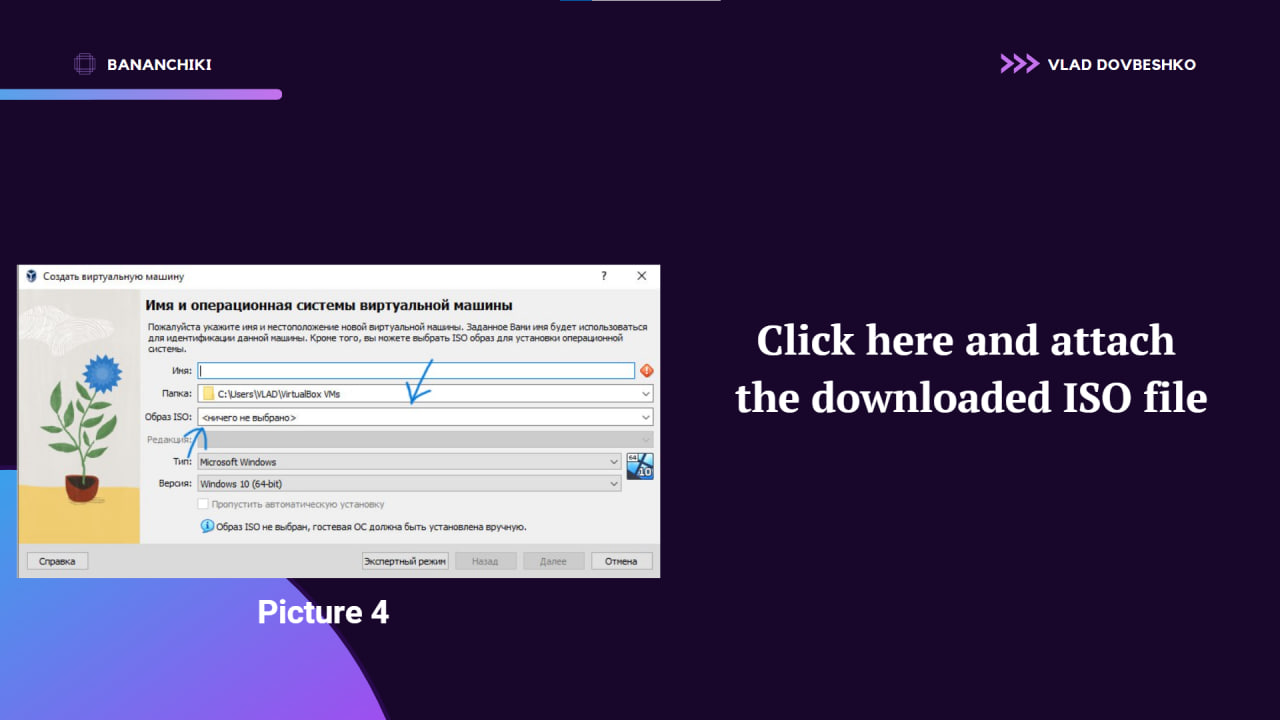 BANANCHIKI
VLAD DOVBESHKO
Создать виртуальную машину
?
Имя и операционная системы виртуальной машины
Пожалуйста укажите имя и местоположение новой виртуальной машины. Заданное Вами имя будет использоваться
для идентификации данной машины. Кроме того, вы можете выбрать ISO образ для установки операционной
системы.
Имя:
Папка: C:\Users\VLAD\VirtualBox VMs
Образ ISO: <ничего не выбрано>
Редакция:
Тип: Microsoft Windows
64
10
Версия: Windows 10 (64-bit)
Пропустить автоматическую установку
Образ ISO не выбран, гостевая ОС должна быть установлена вручную.
Справка Экспертный режим Назад Далее Отмена
Picture 4
Click here and attach
the downloaded ISO file